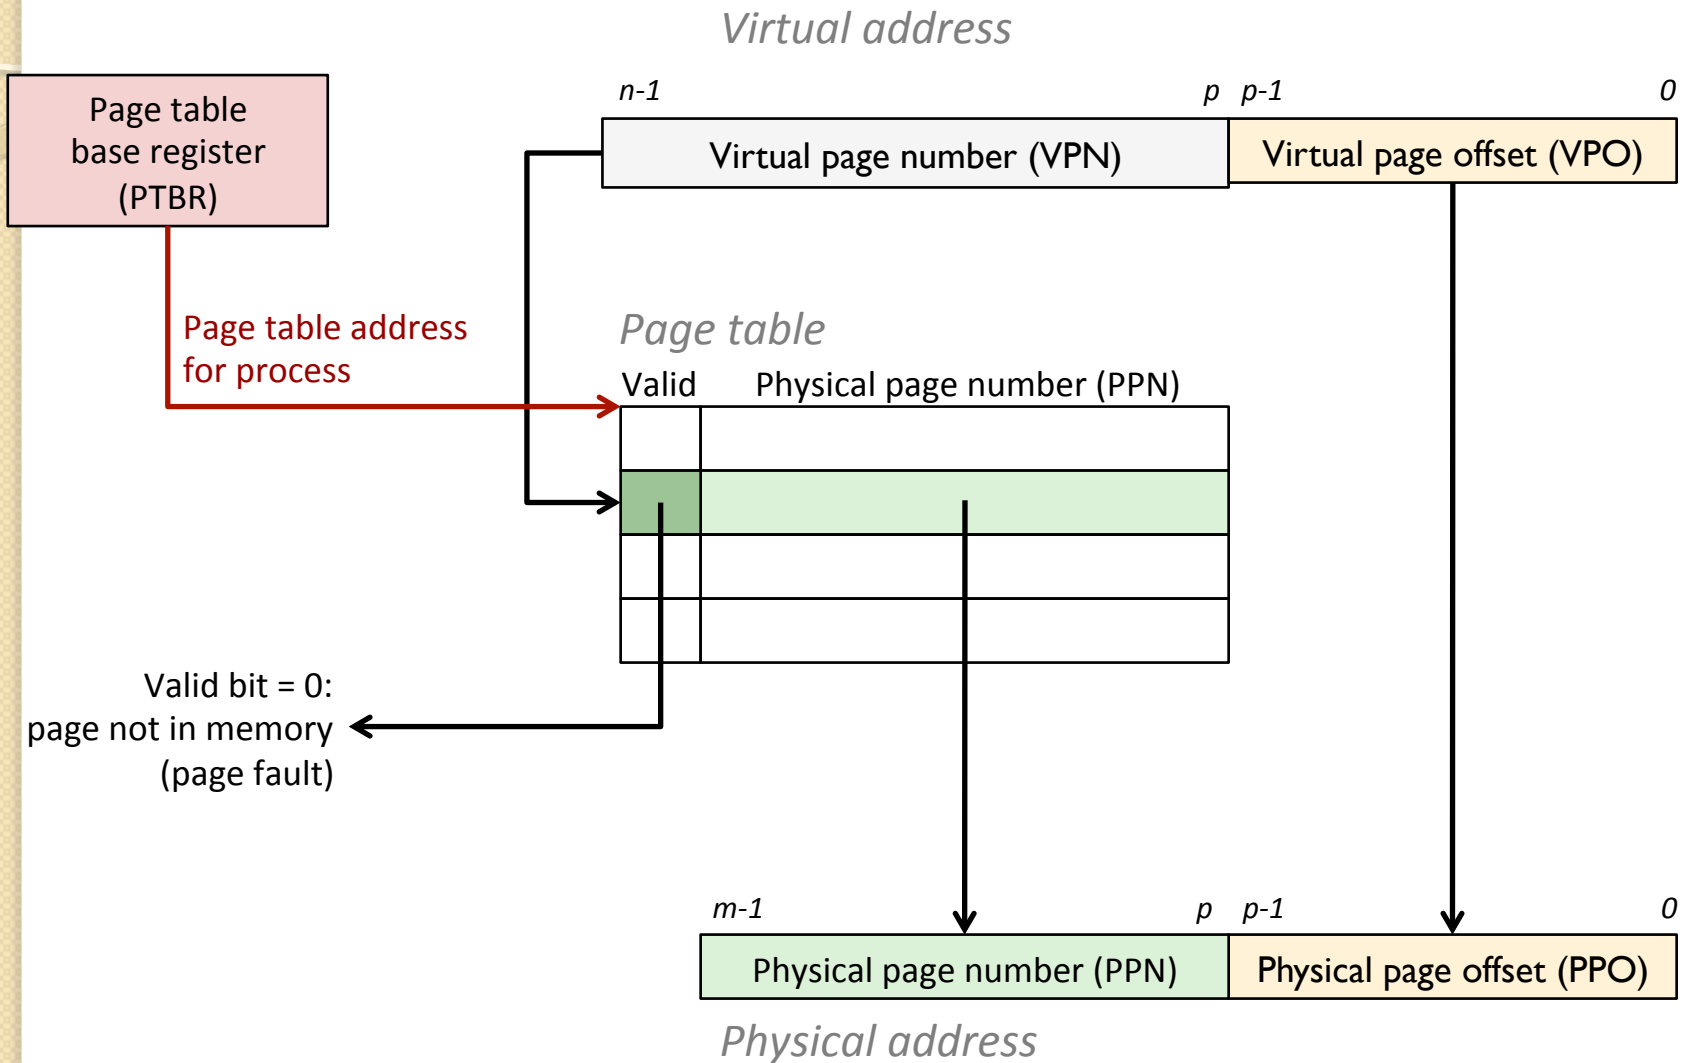 Virtual address
n-1
p
p-1
0
Page table
base register
(PTBR)
Virtual page number (VPN)
Virtual page offset (VPO)
Page table address
for process
Page table
Valid
Physical page number (PPN)
Valid bit = 0:
page not in memory
(page fault)
m-1
p
p-1
0
Physical page number (PPN)
Physical page offset (PPO)
Physical address